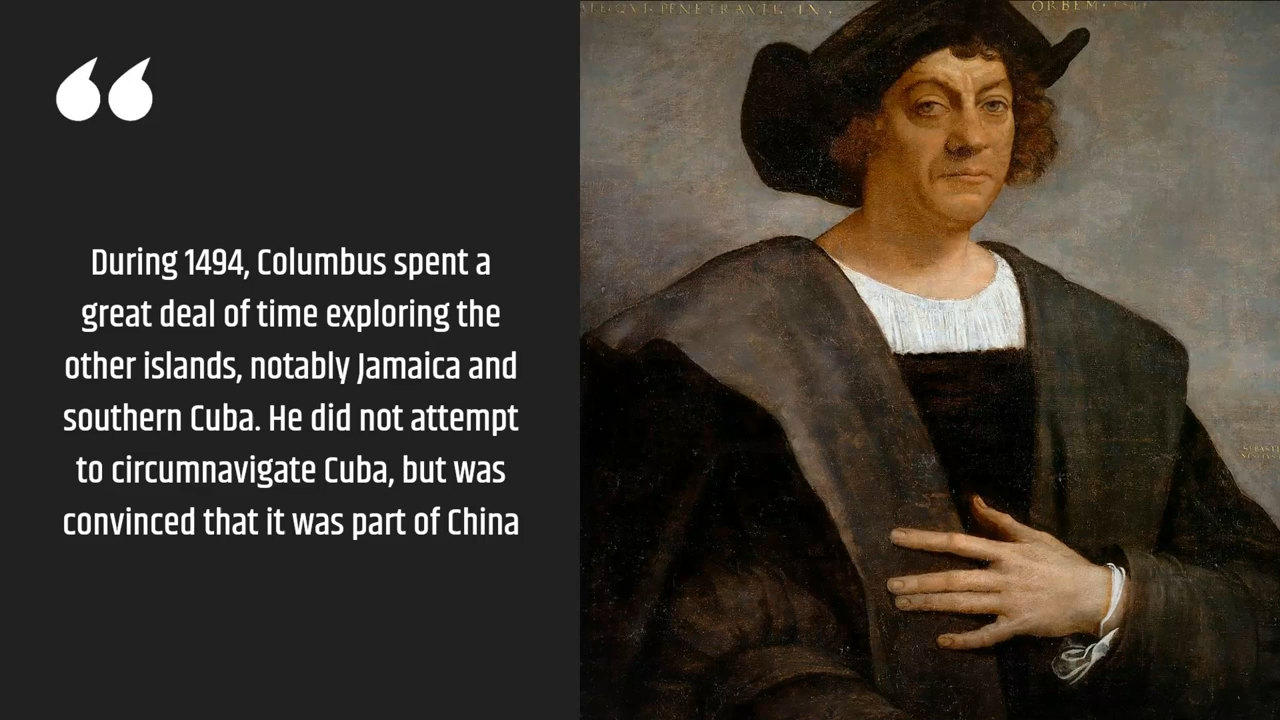 During 1494, Columbus spent a
great deal of time exploring the
other islands, notably Jamaica and
southern Cuba. He did not attempt
to circumnavigate Cuba, but was
convinced that it was part of China
ORBEM